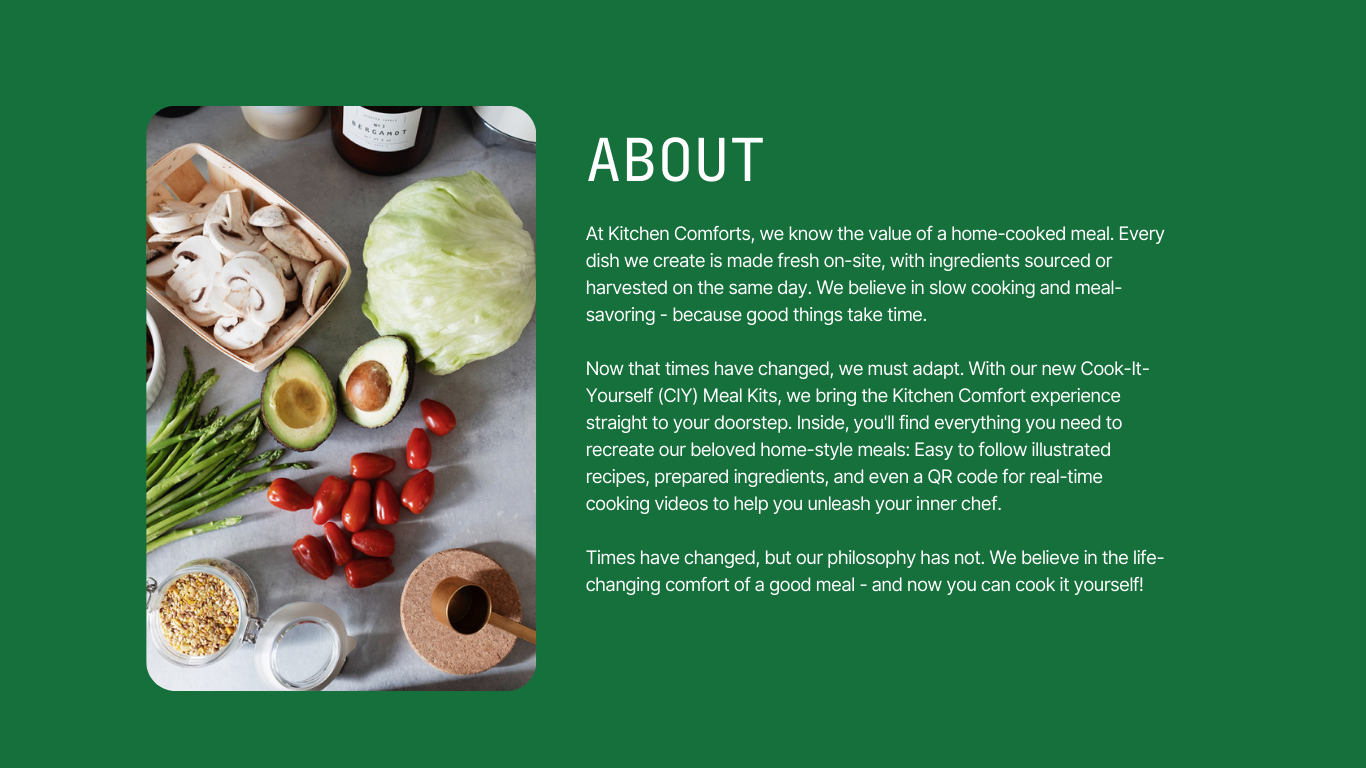 BERGAMOT
ABOUT
At Kitchen Comforts, we know the value of a home-cooked meal. Every
dish we create is made fresh on-site, with ingredients sourced or
harvested on the same day. We believe in slow cooking and meal-
savoring - because good things take time.
Now that times have changed, we must adapt. With our new Cook-It-
Yourself (CIY) Meal Kits, we bring the Kitchen Comfort experience
straight to your doorstep. Inside, you'll find everything you need to
recreate our beloved home-style meals: Easy to follow illustrated
recipes, prepared ingredients, and even a QR code for real-time
cooking videos to help you unleash your inner chef.
Times have changed, but our philosophy has not. We believe in the life-
changing comfort of a good meal - and now you can cook it yourself!